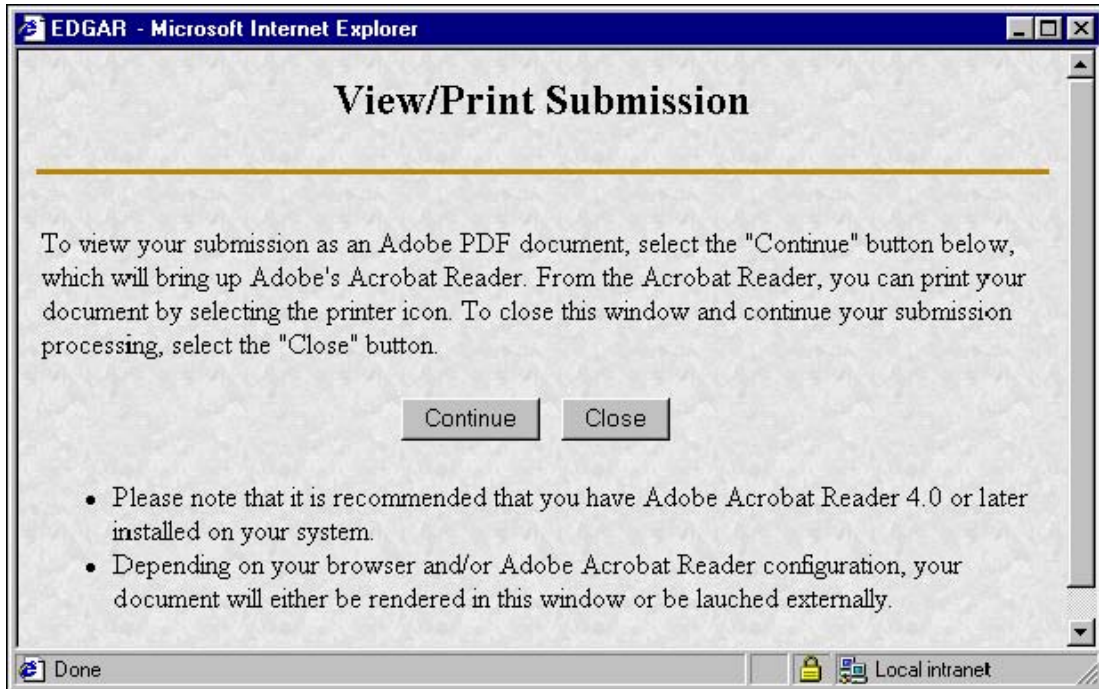 EDGAR - Microsoft Internet Explorer
View/Print Submission
To view your submission as an Adobe PDF document, select the "Continue" button below,
which will bring up Adobe's Acrobat Reader. From the Acrobat Reader, you can print your
document by selecting the printer icon. To close this window and continue your submission
processing, select the "Close" button.
Continue Close
• Please note that it is recommended that you have Adobe Acrobat Reader 4.0 or later
installed on your system.
• Depending on your browser and/or Adobe Acrobat Reader configuration, your
document will either be rendered in this window or be lauched externally.
Done Local intranet